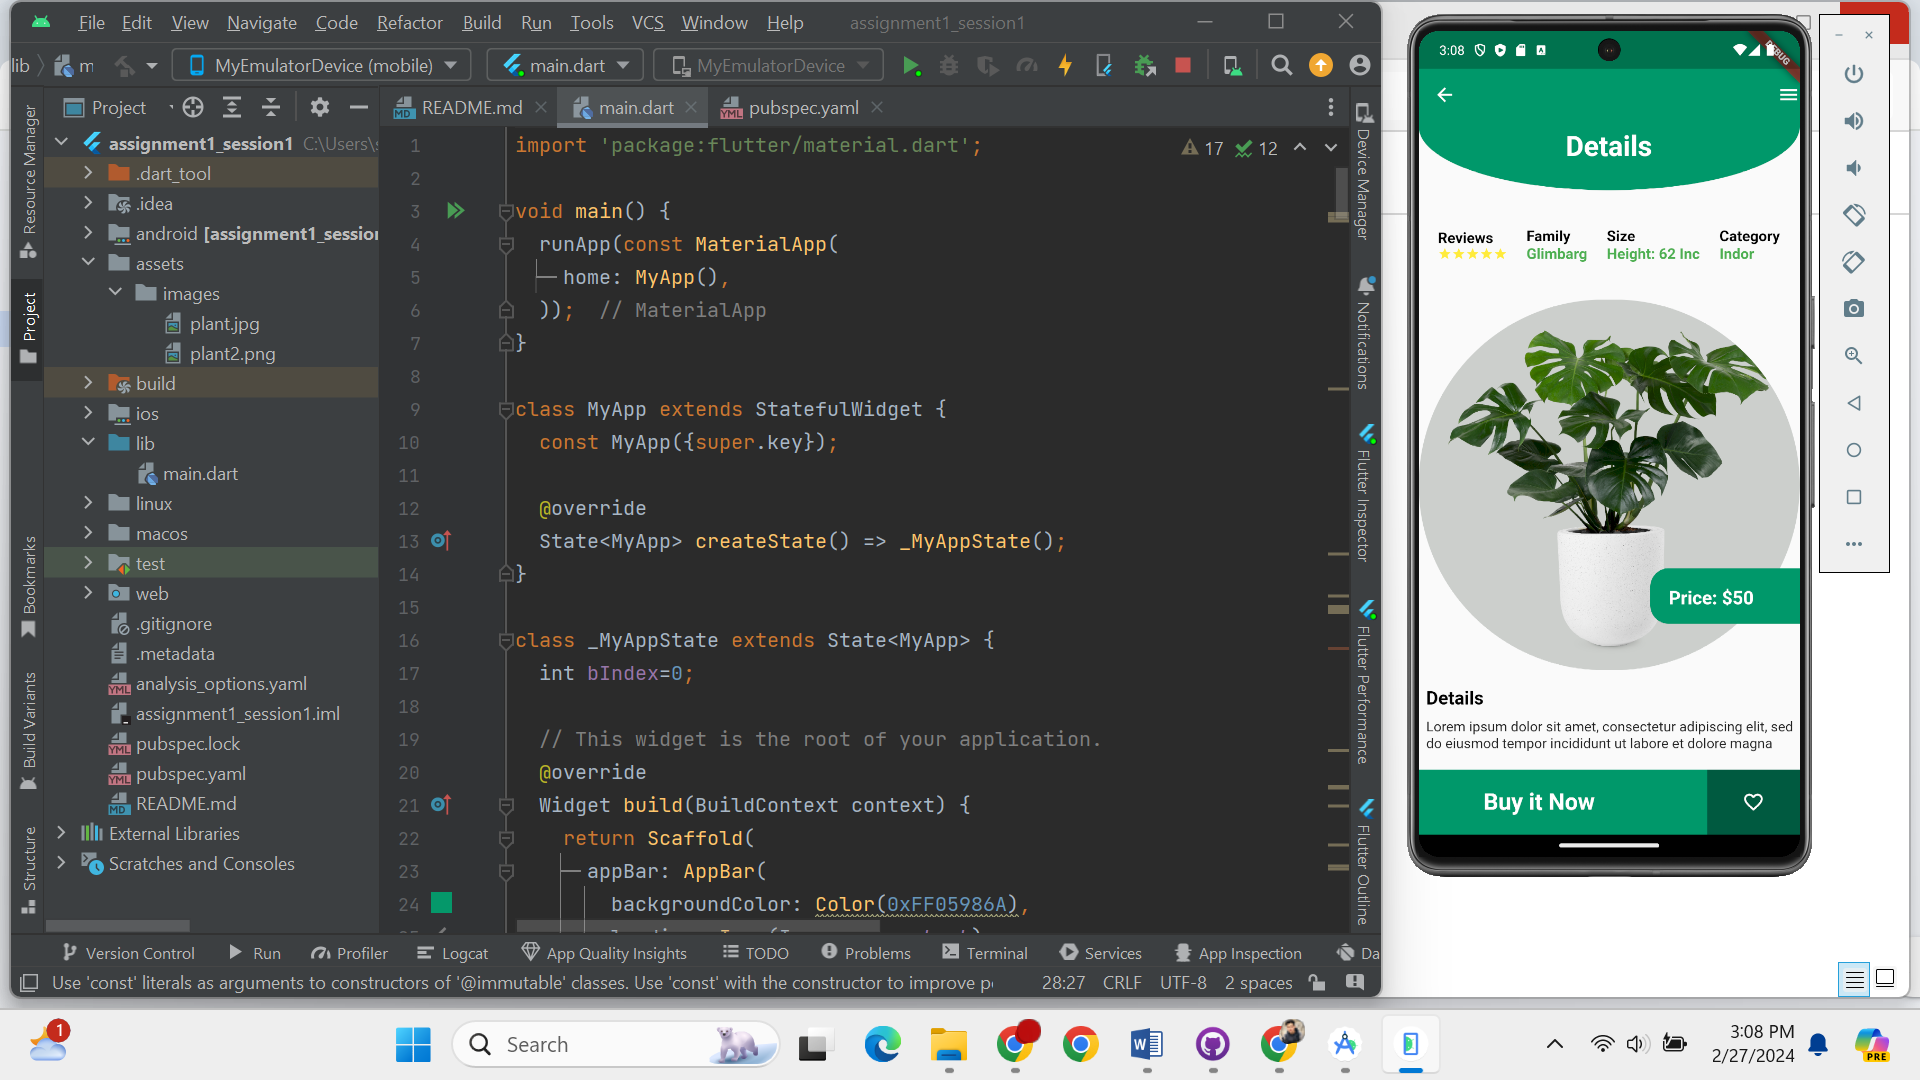 File Edit View Navigate Code Refactor Build Run Tools VCS Window Help assignment1_session1
lib m MyEmulatorDevice (mobile) main.dart MyEmulatorDevice
Project README.md main.dart pubspec.yaml
Resource Manager
Project
Bookmarks
Build Variants
Structure
assignment1_session1 C:\Users\s
.dart_tool
.idea
android [assignment1_session
assets
images
plant.jpg
plant2.png
build
ios
lib
main.dart
linux
macos
test
web
.gitignore
.metadata
analysis_options.yaml
assignment1_session1.iml
pubspec.lock
pubspec.yaml
README.md
External Libraries
Scratches and Consoles
17 12
1 import 'package:flutter/material.dart';
2
3 void main() {
4 runApp(const MaterialApp(
5 home: MyApp(),
6 )); // MaterialApp
7 }
8
9 class MyApp extends StatefulWidget {
10 const MyApp({super.key});
11
12 @override
13 State<MyApp> createState() => _MyAppState();
14 }
15
16 class _MyAppState extends State<MyApp> {
17 int bIndex=0;
18
19 // This widget is the root of your application.
20 @override
21 Widget build(BuildContext context) {
22 return Scaffold(
23 appBar: AppBar(
24 backgroundColor: Color(0xFF05986A),
Device Manager
Notifications
Flutter Inspector
Flutter Performance
Flutter Outline
Version Control Run Profiler Logcat App Quality Insights TODO Problems Terminal Services App Inspection Da
Use 'const' literals as arguments to constructors of '@immutable' classes. Use 'const' with the constructor to improve pe 28:27 CRLF UTF-8 2 spaces
3:08
DEBUG
Details
Reviews Family Size Category
Glimbarg Height: 62 Inc Indor
Price: $50
Details
Lorem ipsum dolor sit amet, consectetur adipiscing elit, sed
do eiusmod tempor incididunt ut labore et dolore magna
Buy it Now
1
Search
3:08 PM
2/27/2024
PRE